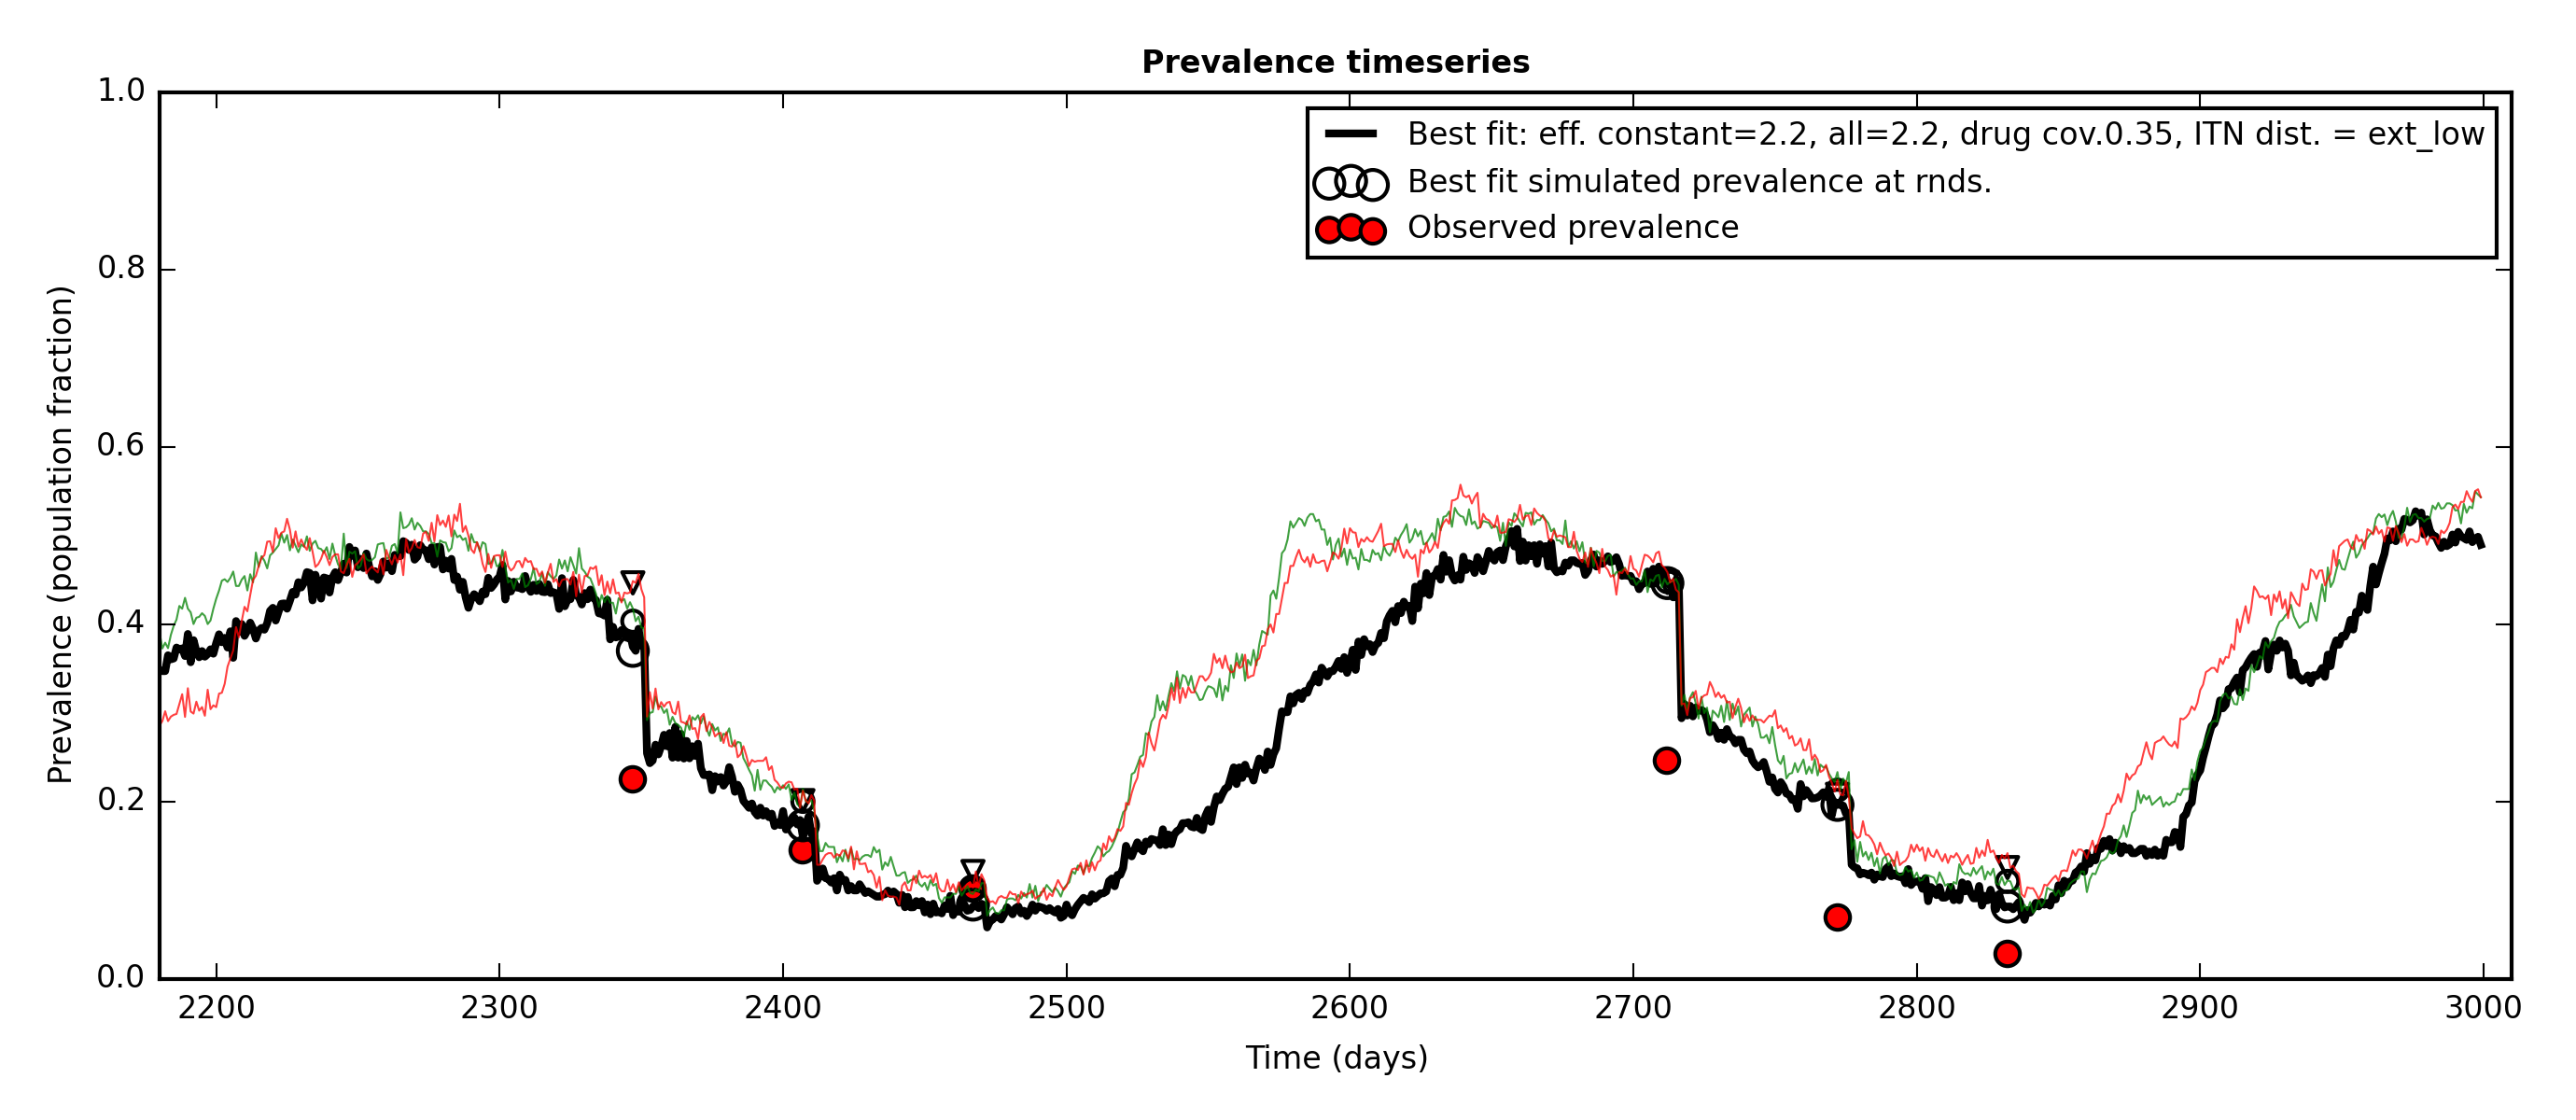 Prevalence timeseries
Best fit: eff. constant=2.2, all=2.2, drug cov.0.35, ITN dist. = ext_low
Best fit simulated prevalence at rnds.
Observed prevalence
Prevalence (population fraction)
1.0
0.8
0.6
0.4
0.2
0.0
2200 2300 2400 2500 2600 2700 2800 2900 3000
Time (days)